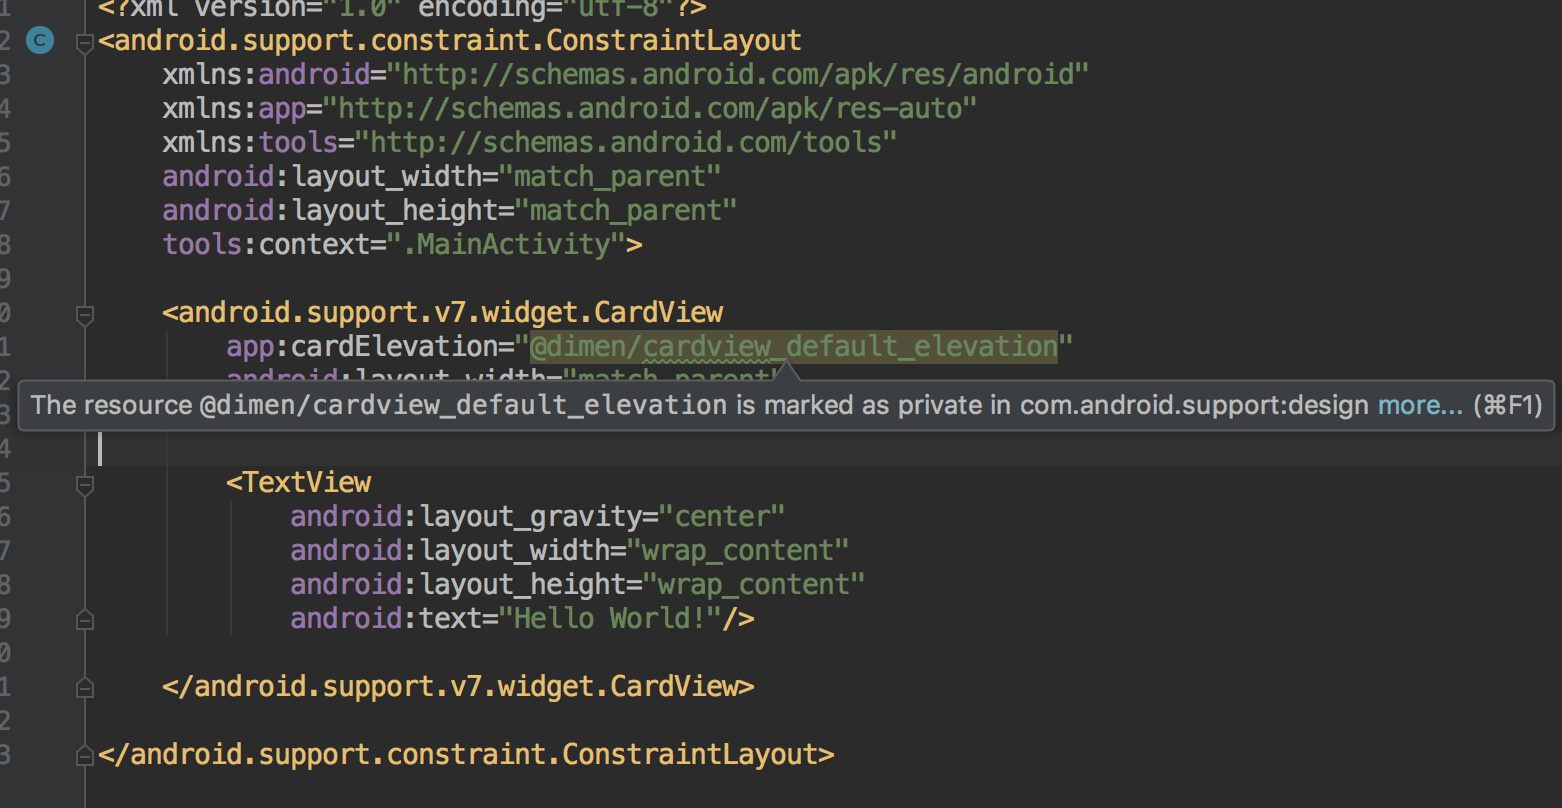 1 <?xml version="1.0" encoding="utf-8"?>
2 C <android.support.constraint.ConstraintLayout
3 xmlns:android="http://schemas.android.com/apk/res/android"
4 xmlns:app="http://schemas.android.com/apk/res-auto"
5 xmlns:tools="http://schemas.android.com/tools"
6 android:layout_width="match_parent"
7 android:layout_height="match_parent"
8 tools:context=".MainActivity">
9
0 <android.support.v7.widget.CardView
1 app:cardElevation="@dimen/cardview_default_elevation"
2 android:layout_width="match_parent"
3 The resource @dimen/cardview_default_elevation is marked as private in com.android.support:design more... (⌘F1)
4
5 <TextView
6 android:layout_gravity="center"
7 android:layout_width="wrap_content"
8 android:layout_height="wrap_content"
9 android:text="Hello World!"/>
0
1 </android.support.v7.widget.CardView>
2
3 </android.support.constraint.ConstraintLayout>